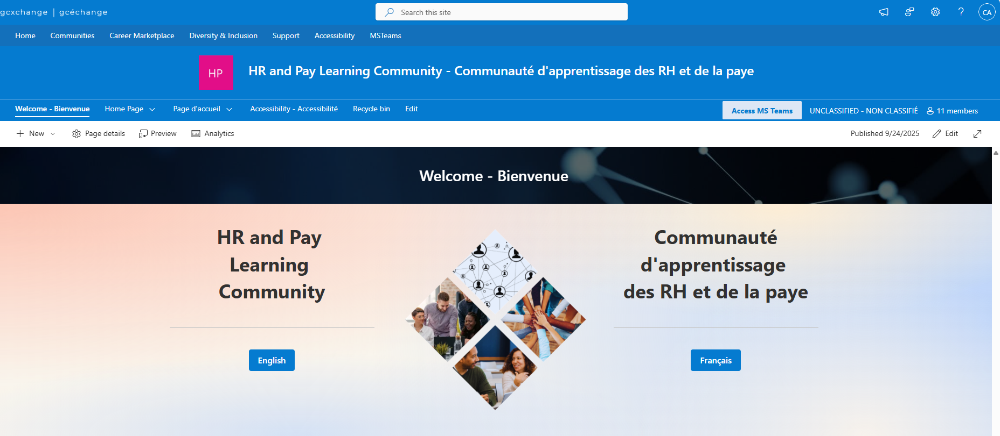 gcxchange | gcéchange
Search this site
?
CA
Home Communities Career Marketplace Diversity & Inclusion Support Accessibility MSTeams
HP
HR and Pay Learning Community - Communauté d'apprentissage des RH et de la paye
Welcome - Bienvenue Home Page Page d'accueil Accessibility - Accessibilité Recycle bin Edit
Access MS Teams UNCLASSIFIED - NON CLASSIFIÉ 11 members
New Page details Preview Analytics
Published 9/24/2025 Edit
Welcome - Bienvenue
HR and Pay
Learning
Community
English
Communauté
d'apprentissage
des RH et de la paye
Français